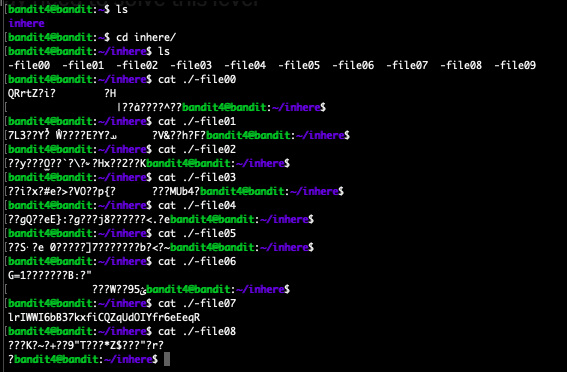 bandit4@bandit:~$ ls
inhere
bandit4@bandit:~$ cd inhere/
bandit4@bandit:~/inhere$ ls
-file00 -file01 -file02 -file03 -file04 -file05 -file06 -file07 -file08 -file09
bandit4@bandit:~/inhere$ cat ./-file00
QRrtZ?i? ?H
bandit4@bandit:~/inhere$
bandit4@bandit:~/inhere$ cat ./-file01
bandit4@bandit:~/inhere$
bandit4@bandit:~/inhere$ cat ./-file02
bandit4@bandit:~/inhere$
bandit4@bandit:~/inhere$ cat ./-file03
??i?x?#e?>?VO??p{? ???MUb4?bandit4@bandit:~/inhere$
bandit4@bandit:~/inhere$ cat ./-file04
??gQ??eE}:?g???j8??????<.?ebandit4@bandit:~/inhere$
bandit4@bandit:~/inhere$ cat ./-file05
??S·?e 0?????]7???????b?<?~bandit4@bandit:~/inhere$
bandit4@bandit:~/inhere$ cat ./-file06
G=1???????B:?"
bandit4@bandit:~/inhere$
bandit4@bandit:~/inhere$ cat ./-file07
lrIWWI6bB37kxfiCQZqUdOIYfr6eEeqR
bandit4@bandit:~/inhere$ cat ./-file08
???K?~?+??9"T???*Z$???"?r?
?bandit4@bandit:~/inhere$